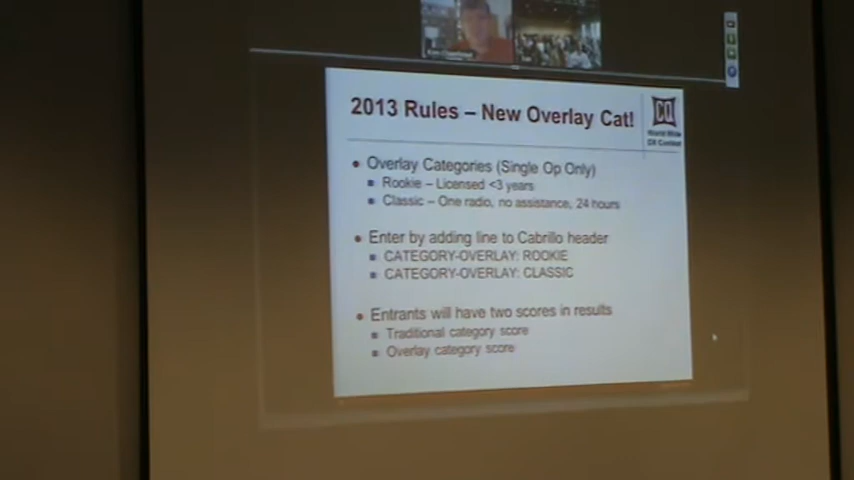 2013 Rules – New Overlay Cat!
CQ
World Wide
DX Contest
• Overlay Categories (Single Op Only)
▪ Rookie – Licensed <3 years
▪ Classic – One radio, no assistance, 24 hours
• Enter by adding line to Cabrillo header
▪ CATEGORY-OVERLAY: ROOKIE
▪ CATEGORY-OVERLAY: CLASSIC
• Entrants will have two scores in results
▪ Traditional category score
▪ Overlay category score